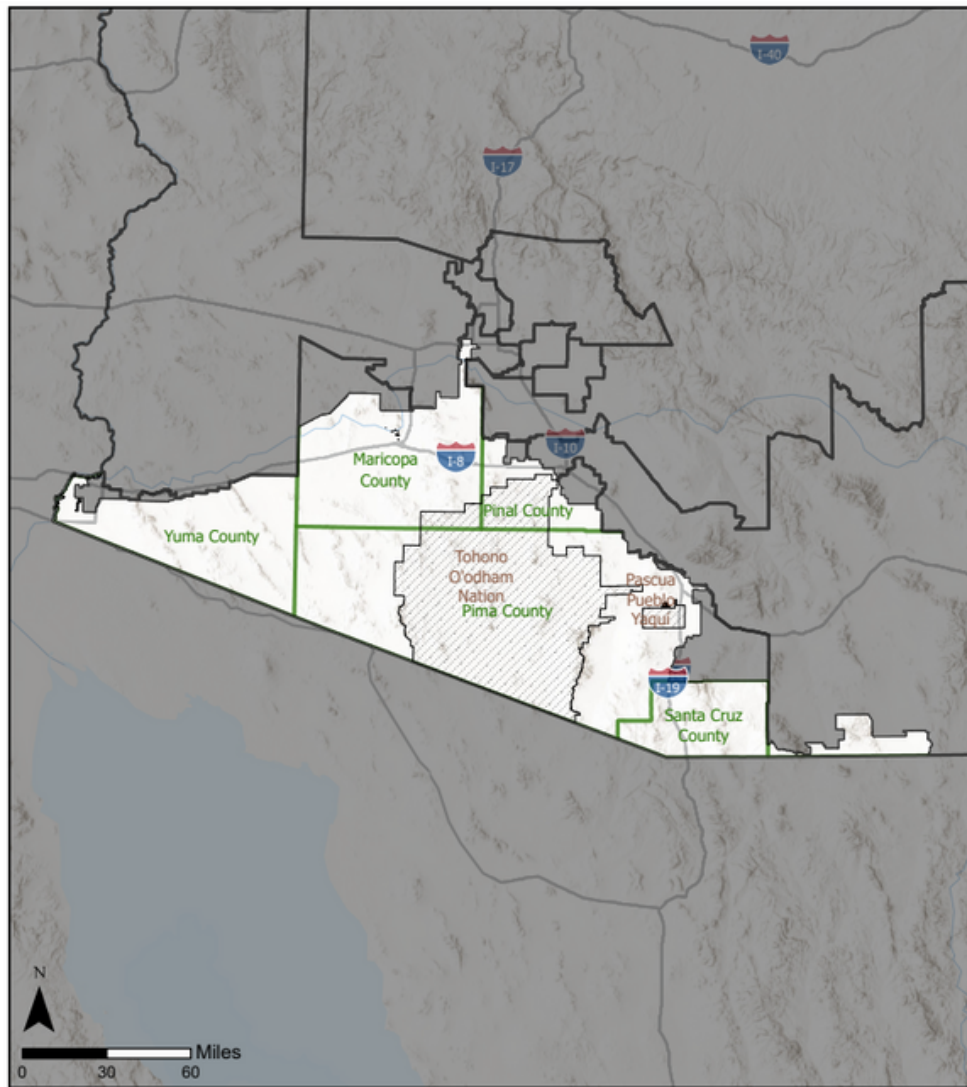 I-40
I-17
I-10
I-8
Maricopa
County
Pinal County
Yuma County
Tohono
O'odham
Nation
Pima County
Pascua
Pueblo
Yaqui
I-19
Santa Cruz
County
N
Miles
0 30 60